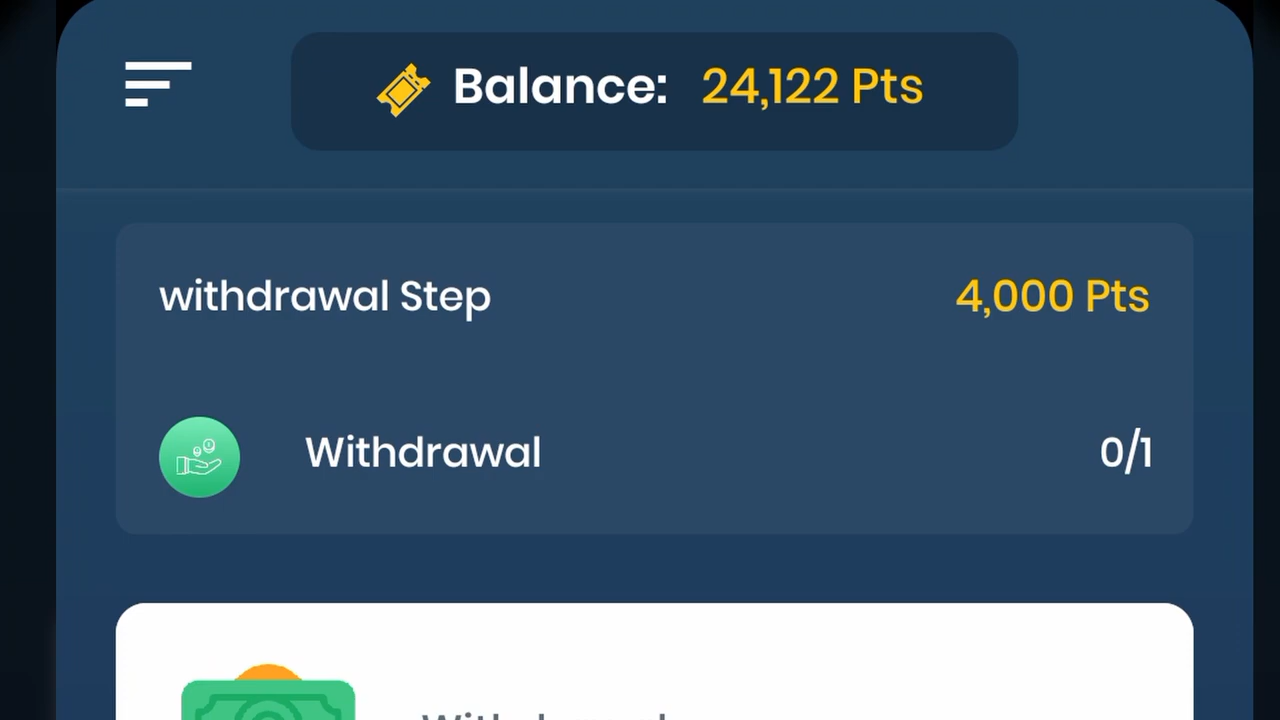 Balance: 24,122 Pts
withdrawal Step 4,000 Pts
Withdrawal 0/1